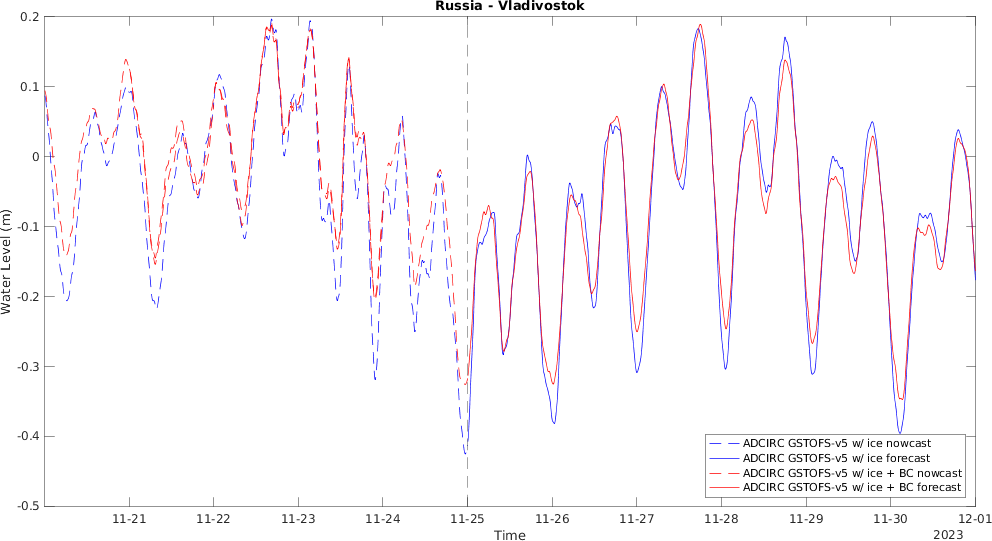 Russia - Vladivostok
0.2
0.1
0
-0.1
-0.2
-0.3
-0.4
-0.5
Water Level (m)
ADCIRC GSTOFS-v5 w/ ice nowcast
ADCIRC GSTOFS-v5 w/ ice forecast
ADCIRC GSTOFS-v5 w/ ice + BC nowcast
ADCIRC GSTOFS-v5 w/ ice + BC forecast
11-21 11-22 11-23 11-24 11-25 11-26 11-27 11-28 11-29 11-30 12-01
Time
2023